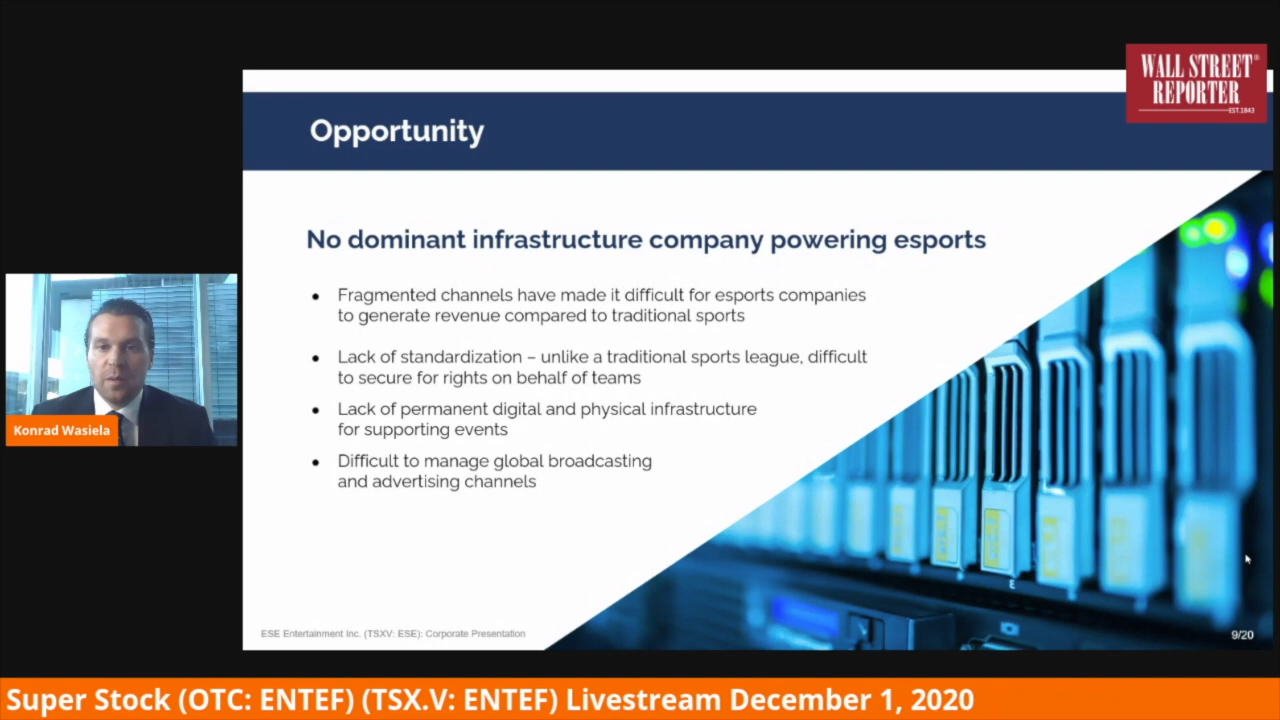 WALL STREET
REPORTER
EST.1843
Opportunity
No dominant infrastructure company powering esports
• Fragmented channels have made it difficult for esports companies
to generate revenue compared to traditional sports
• Lack of standardization – unlike a traditional sports league, difficult
to secure for rights on behalf of teams
• Lack of permanent digital and physical infrastructure
for supporting events
• Difficult to manage global broadcasting
and advertising channels
Konrad Wasiela
ESE Entertainment Inc. (TSXV: ESE): Corporate Presentation
9/20
Super Stock (OTC: ENTEF) (TSX.V: ENTEF) Livestream December 1, 2020